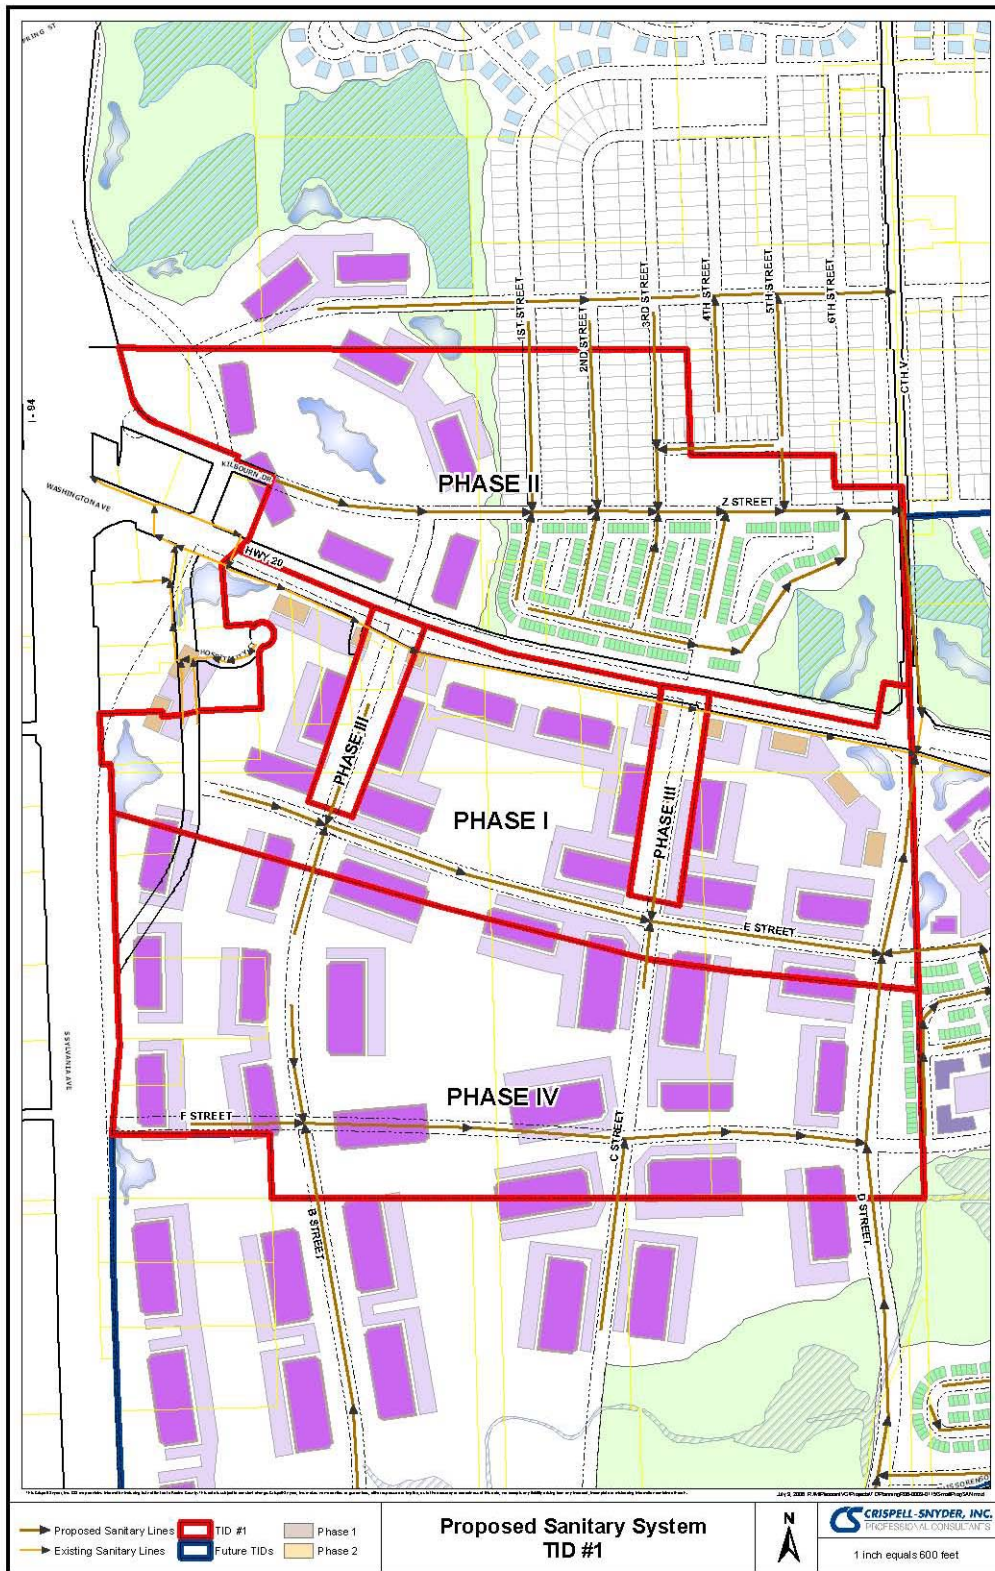 PRING ST
1ST STREET
2ND STREET
3RD STREET
4TH STREET
5TH STREET
6TH STREET
CTH V
I - 94
KILBOURN DR
WASHINGTON AVE
PHASE II
Z STREET
HWY 20
PHASE III
PHASE III
PHASE I
E STREET
S SYLVANIA AVE
PHASE IV
F STREET
C STREET
B STREET
D STREET
Proposed Sanitary Lines
Existing Sanitary Lines
TID #1
Future TIDs
Phase 1
Phase 2
Proposed Sanitary System
TID #1
N
CS CRISPELL-SNYDER, INC.
PROFESSIONAL CONSULTANTS
1 inch equals 600 feet